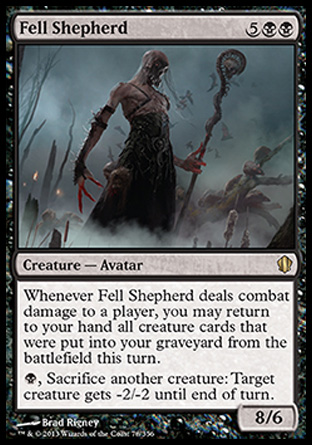 Fell Shepherd 5
Creature — Avatar
Whenever Fell Shepherd deals combat
damage to a player, you may return
to your hand all creature cards that
were put into your graveyard from the
battlefield this turn.
, Sacrifice another creature: Target
creature gets -2/-2 until end of turn.
Brad Rigney
™ & © 2013 Wizards of the Coast 76/356
8/6